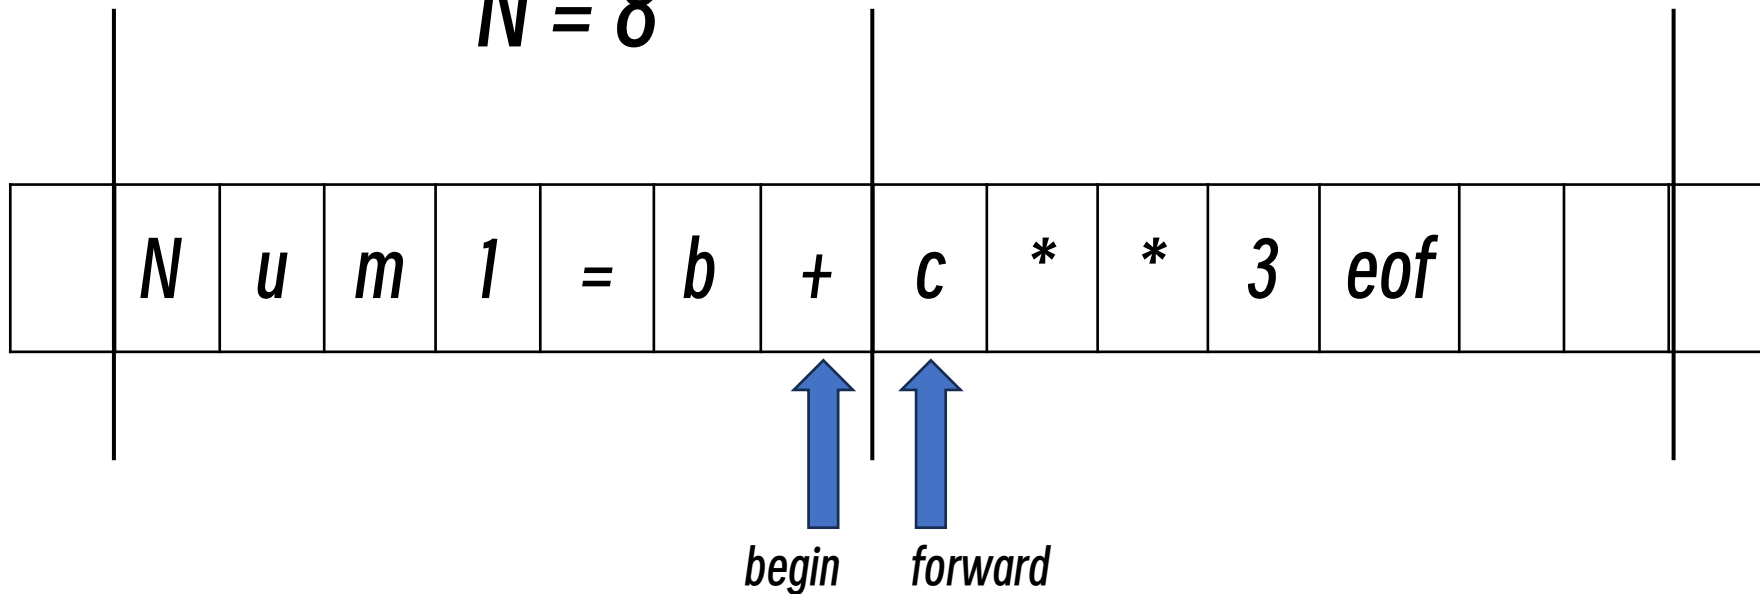 N = 8
N u m 1 = b + c * * 3 eof
begin forward